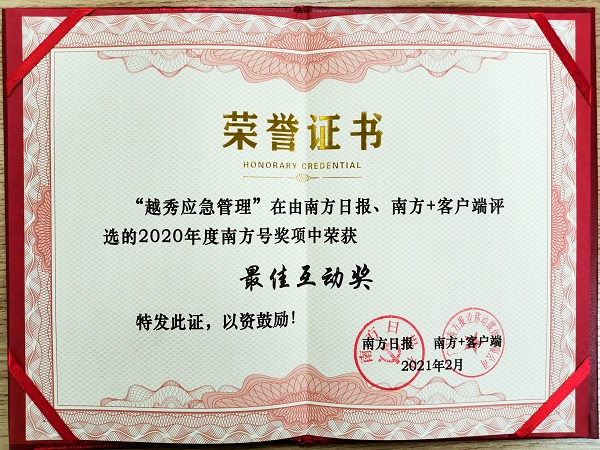 荣誉证书
HONORARY CREDENTIAL
“越秀应急管理”在由南方日报、南方+客户端评
选的2020年度南方号奖项中荣获
最佳互动奖
特发此证，以资鼓励！
南方日报 南方+客户端
2021年2月